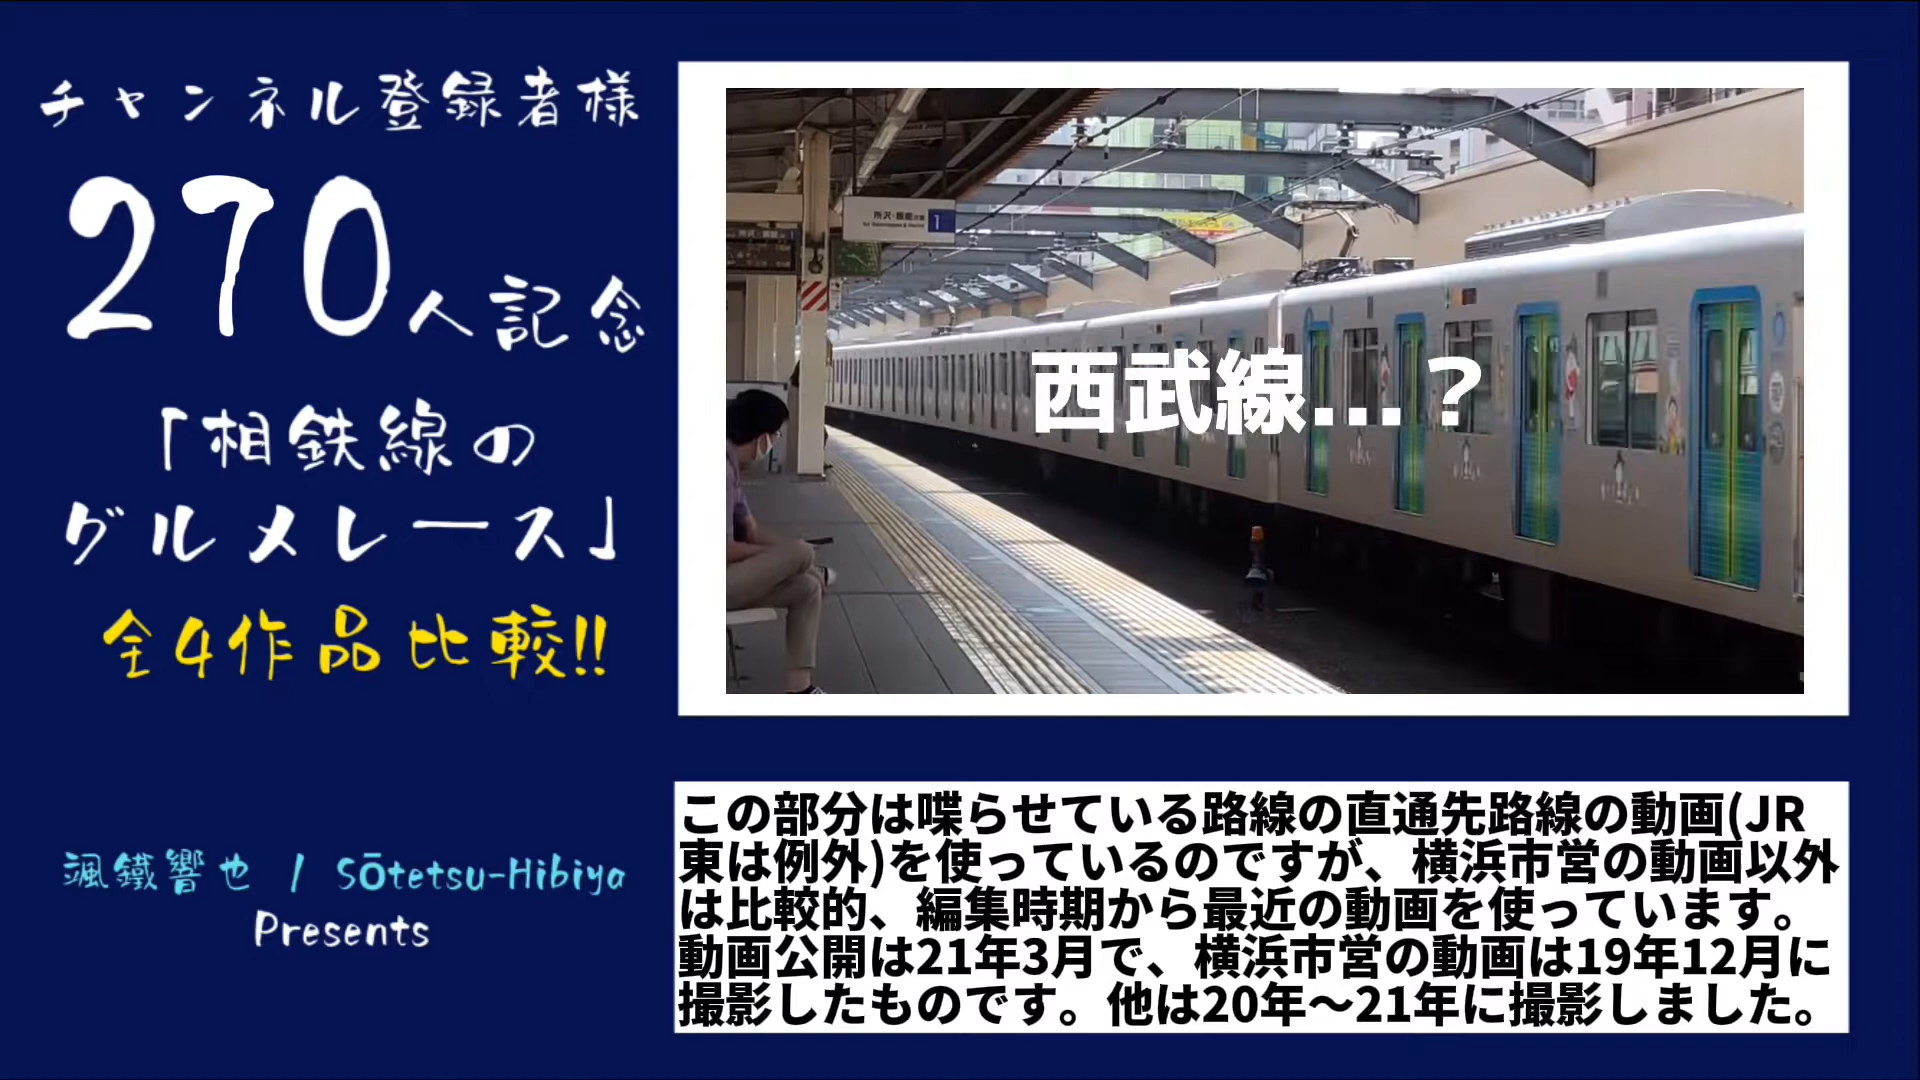 チャンネル登録者様
270人記念
「相鉄線の
グルメレース」
全4作品比較!!
颯鐵響也 / Sōtetsu-Hibiya
Presents
所沢・飯能方面
1
西武線...？
この部分は喋らせている路線の直通先路線の動画(JR
東は例外)を使っているのですが、横浜市営の動画以外
は比較的、編集時期から最近の動画を使っています。
動画公開は21年3月で、横浜市営の動画は19年12月に
撮影したものです。他は20年～21年に撮影しました。